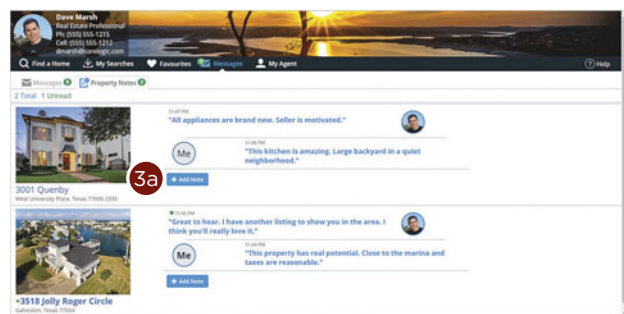 Dave Marsh
Real Estate Professional
Ph: (555) 555-1215
Cell: (555) 555-1212
dmarsh@corelogic.com
Find a Home My Searches Favourites Messages My Agent Help
Messages Property Notes
2 Total 1 Unread
11:47 PM
"All appliances are brand new. Seller is motivated."
11:46 PM
Me "This kitchen is amazing. Large backyard in a quiet
neighborhood."
3a
+ Add Note
3001 Quenby
West University Place, Texas 77005-2335
11:45 PM
"Great to hear. I have another listing to show you in the area. I
think you'll really love it."
11:44 PM
Me "This property has real potential. Close to the marina and
taxes are reasonable."
+ Add Note
3518 Jolly Roger Circle
Galveston, Texas 77554